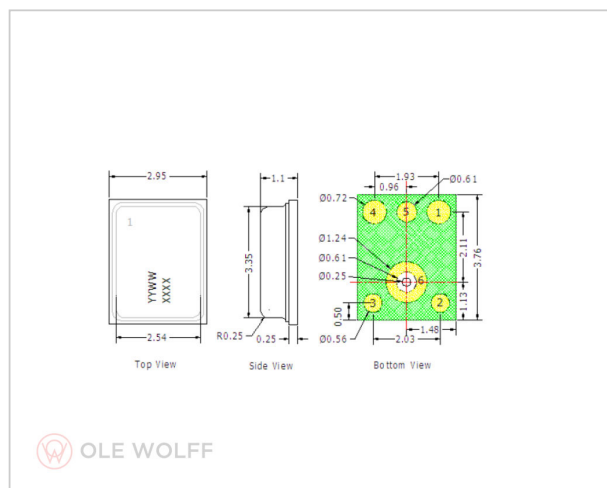 2.95
1
YYWW
XXXX
2.54
Top View
1.1
3.35
R0.25
0.25
Side View
1.93
0.96
Ø0.61
Ø0.72
4
5
1
Ø1.24
Ø0.61
Ø0.25
6
2.11
3.76
1.13
3
2
0.50
1.48
Ø0.56
2.03
Bottom View
OLE WOLFF